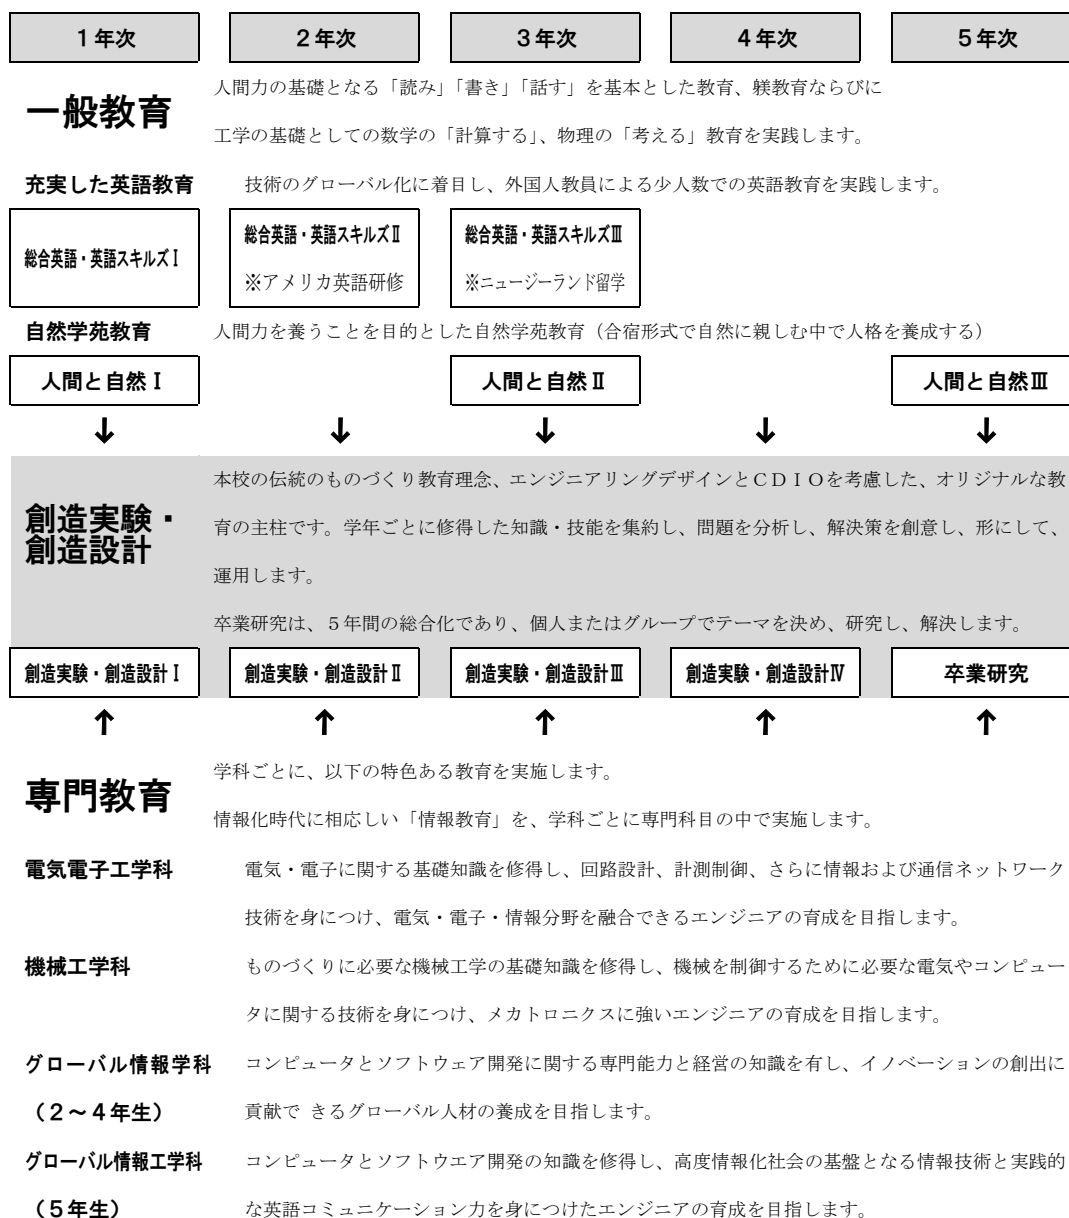 1年次 2年次 3年次 4年次 5年次
一般教育
人間力の基礎となる「読み」「書き」「話す」を基本とした教育、躾教育ならびに
工学の基礎としての数学の「計算する」、物理の「考える」教育を実践します。
充実した英語教育 技術のグローバル化に着目し、外国人教員による少人数での英語教育を実践します。
総合英語・英語スキルズⅠ
総合英語・英語スキルズⅡ
※アメリカ英語研修
総合英語・英語スキルズⅢ
※ニュージーランド留学
自然学苑教育 人間力を養うことを目的とした自然学苑教育（合宿形式で自然に親しむ中で人格を養成する）
人間と自然Ⅰ 人間と自然Ⅱ 人間と自然Ⅲ
↓ ↓ ↓ ↓ ↓
創造実験・
創造設計
本校の伝統のものづくり教育理念、エンジニアリングデザインとＣＤＩＯを考慮した、オリジナルな教
育の主柱です。学年ごとに修得した知識・技能を集約し、問題を分析し、解決策を創意し、形にして、
運用します。
卒業研究は、５年間の総合化であり、個人またはグループでテーマを決め、研究し、解決します。
創造実験・創造設計Ⅰ 創造実験・創造設計Ⅱ 創造実験・創造設計Ⅲ 創造実験・創造設計Ⅳ 卒業研究
↑ ↑ ↑ ↑ ↑
専門教育
学科ごとに、以下の特色ある教育を実施します。
情報化時代に相応しい「情報教育」を、学科ごとに専門科目の中で実施します。
電気電子工学科 電気・電子に関する基礎知識を修得し、回路設計、計測制御、さらに情報および通信ネットワーク
技術を身につけ、電気・電子・情報分野を融合できるエンジニアの育成を目指します。
機械工学科 ものづくりに必要な機械工学の基礎知識を修得し、機械を制御するために必要な電気やコンピュー
タに関する技術を身につけ、メカトロニクスに強いエンジニアの育成を目指します。
グローバル情報学科 コンピュータとソフトウェア開発に関する専門能力と経営の知識を有し、イノベーションの創出に
（２～４年生） 貢献で きるグローバル人材の養成を目指します。
グローバル情報工学科 コンピュータとソフトウエア開発の知識を修得し、高度情報化社会の基盤となる情報技術と実践的
（５年生） な英語コミュニケーション力を身につけたエンジニアの育成を目指します。